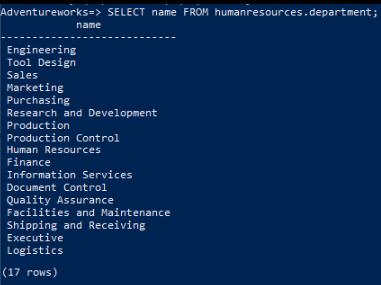 Adventureworks=> SELECT name FROM humanresources.department;
name
----------------------------
Engineering
Tool Design
Sales
Marketing
Purchasing
Research and Development
Production
Production Control
Human Resources
Finance
Information Services
Document Control
Quality Assurance
Facilities and Maintenance
Shipping and Receiving
Executive
Logistics
(17 rows)